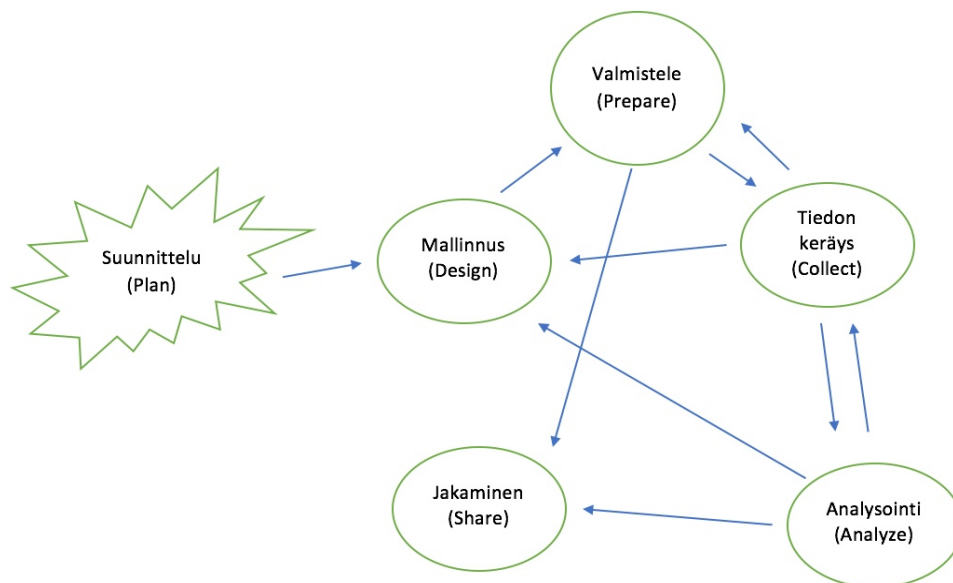 Valmistele
(Prepare)
Suunnittelu
(Plan)
Mallinnus
(Design)
Tiedon
keräys
(Collect)
Jakaminen
(Share)
Analysointi
(Analyze)